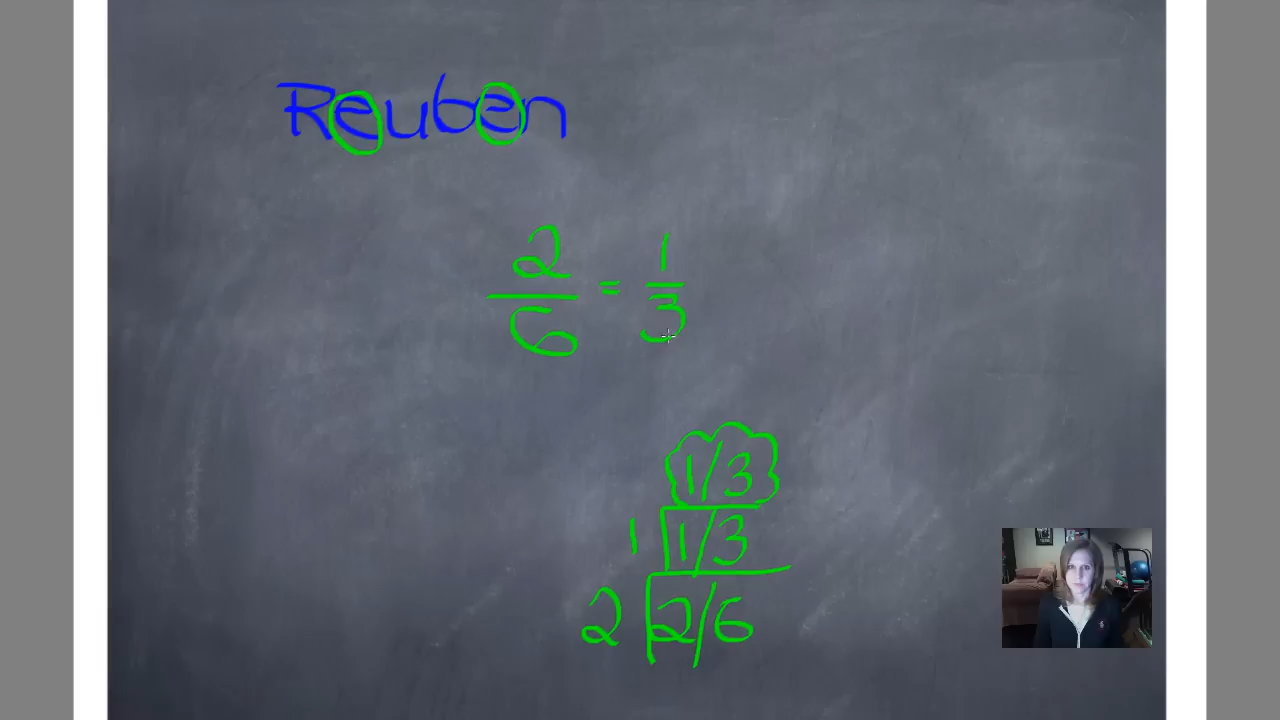 Reuben
2/6 = 1/3
1/3
1 1/3
2 2/6